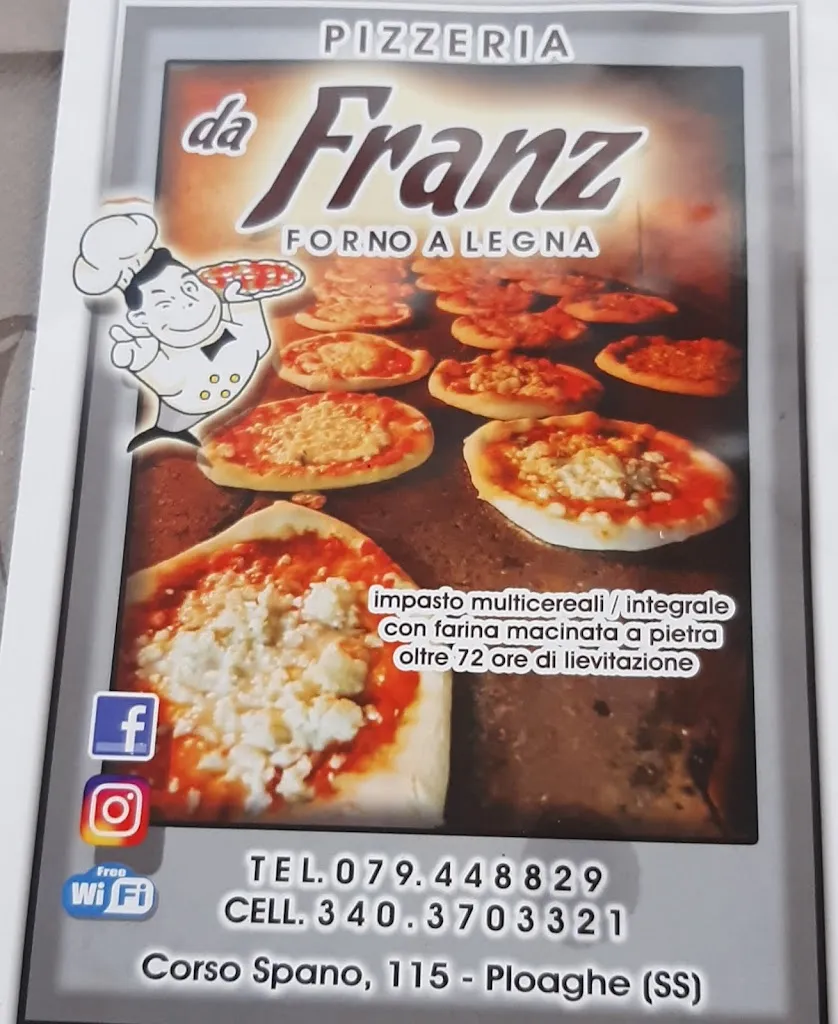 PIZZERIA
da Franz
FORNO A LEGNA
impasto multicereali / integrale
con farina macinata a pietra
oltre 72 ore di lievitazione
f
Free
Wi Fi
TEL. 079.448829
CELL. 340.3703321
Corso Spano, 115 - Ploaghe (SS)